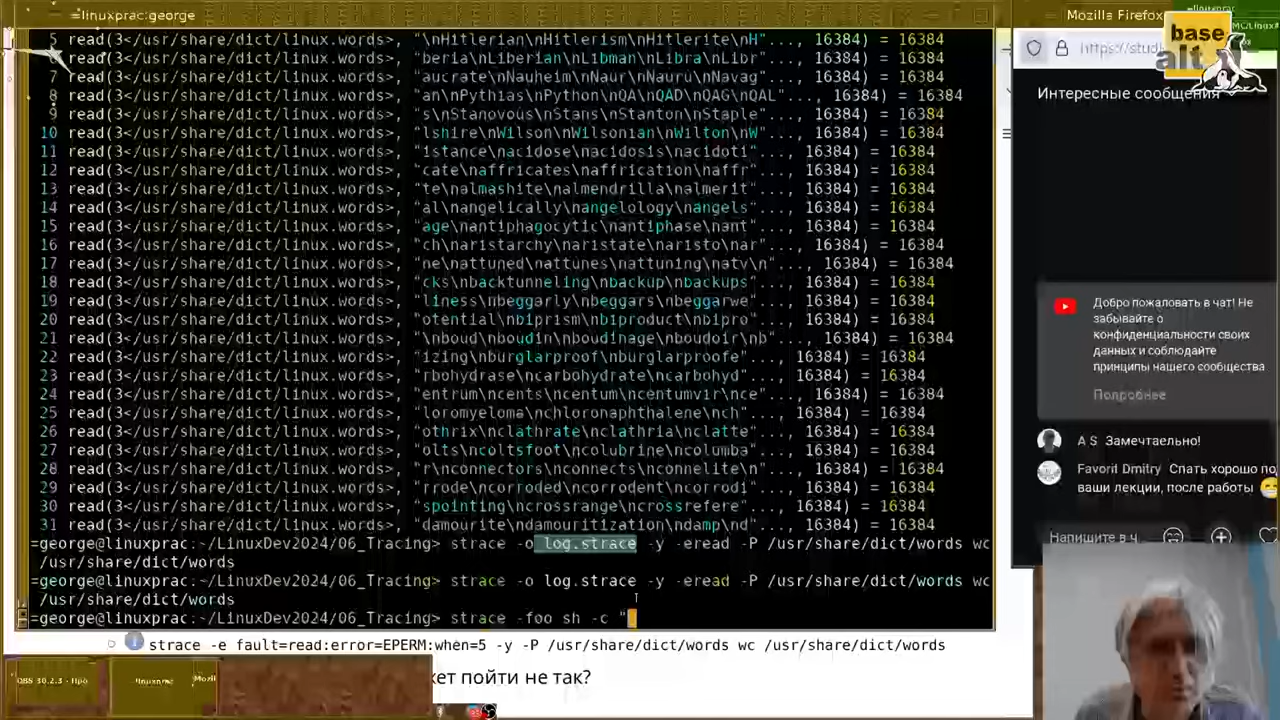 =linuxprac:george
5 read(3</usr/share/dict/linux.words>, "\nHitlerian\nhitlerism\nHitlerite\nH"..., 16384) = 16384
read(3</usr/share/dict/linux.words>, "beria\nLiberian\nLibman\nLibra\nLibr"..., 16384) = 16384
7 read(3</usr/share/dict/linux.words>, "aucrate\nNauheim\nNaur\nNauru\nNavag"..., 16384) = 16384
8 read(3</usr/share/dict/linux.words>, "an\nPythias\nPython\nQA\nQAD\nQAG\nQAL"..., 16384) = 16384
9 read(3</usr/share/dict/linux.words>, "s\nStanovous\nStans\nStanton\nStaple"..., 16384) = 16384
10 read(3</usr/share/dict/linux.words>, "lshire\nWilson\nWilsonian\nWilton\nW"..., 16384) = 16384
11 read(3</usr/share/dict/linux.words>, "istance\nacidose\nacidosis\nacidoti"..., 16384) = 16384
12 read(3</usr/share/dict/linux.words>, "cate\naffricates\naffrication\naffr"..., 16384) = 16384
13 read(3</usr/share/dict/linux.words>, "te\nalmashite\nalmendrilla\nalmerit"..., 16384) = 16384
14 read(3</usr/share/dict/linux.words>, "al\nangelically\nangelology\nangels"..., 16384) = 16384
15 read(3</usr/share/dict/linux.words>, "age\nantiphagocytic\nantiphase\nant"..., 16384) = 16384
16 read(3</usr/share/dict/linux.words>, "ch\naristarchy\naristate\naristo\nar"..., 16384) = 16384
17 read(3</usr/share/dict/linux.words>, "ne\nattuned\nattunes\nattuning\natv\n"..., 16384) = 16384
18 read(3</usr/share/dict/linux.words>, "cks\nbacktunneling\nbackup\nbackups"..., 16384) = 16384
19 read(3</usr/share/dict/linux.words>, "liness\nbeggarly\nbeggars\nbeggarwe"..., 16384) = 16384
20 read(3</usr/share/dict/linux.words>, "otential\nbiprism\nbiproduct\nbipro"..., 16384) = 16384
21 read(3</usr/share/dict/linux.words>, "\nboudoir\nboudin\nboudinage\nboudoir\nb"..., 16384) = 16384
22 read(3</usr/share/dict/linux.words>, "izing\nburglarproof\nburglarproofe"..., 16384) = 16384
23 read(3</usr/share/dict/linux.words>, "rbohydrase\ncarbohydrate\ncarbohyd"..., 16384) = 16384
24 read(3</usr/share/dict/linux.words>, "entrum\ncents\ncentum\ncentumvir\nce"..., 16384) = 16384
25 read(3</usr/share/dict/linux.words>, "loromyeloma\nchloronaphthalene\nch"..., 16384) = 16384
26 read(3</usr/share/dict/linux.words>, "othrix\nclathrate\nclathria\nclatte"..., 16384) = 16384
27 read(3</usr/share/dict/linux.words>, "olts\ncoltsfoot\ncolubrine\ncolumba"..., 16384) = 16384
28 read(3</usr/share/dict/linux.words>, "r\nconnectors\nconnects\nconnelite\n"..., 16384) = 16384
29 read(3</usr/share/dict/linux.words>, "rrode\ncorroded\ncorrodent\ncorrodi"..., 16384) = 16384
30 read(3</usr/share/dict/linux.words>, "spointing\ncrossrange\ncrossrefere"..., 16384) = 16384
31 read(3</usr/share/dict/linux.words>, "damourite\ndamouritization\ndamp\nd"..., 16384) = 16384
=george@linuxprac:~/LinuxDev2024/06_Tracing> strace -o log.strace -y -eread -P /usr/share/dict/words wc
/usr/share/dict/words
=george@linuxprac:~/LinuxDev2024/06_Tracing> strace -o log.strace -y -eread -P /usr/share/dict/words wc
/usr/share/dict/words
=george@linuxprac:~/LinuxDev2024/06_Tracing> strace -foo sh -c "
strace -e fault=read:error=EPERM:when=5 -y -P /usr/share/dict/words wc /usr/share/dict/words
жет пойти не так?
Mozilla Firefox
base
alt
https://stud
Интересные сообщения
Добро пожаловать в чат! Не
забывайте о
конфиденциальности своих
данных и соблюдайте
принципы нашего сообщества
Подробнее
A S Замечтаельно!
Favorit Dmitry Спать хорошо по
ваши лекции, после работы
Напишите в ч